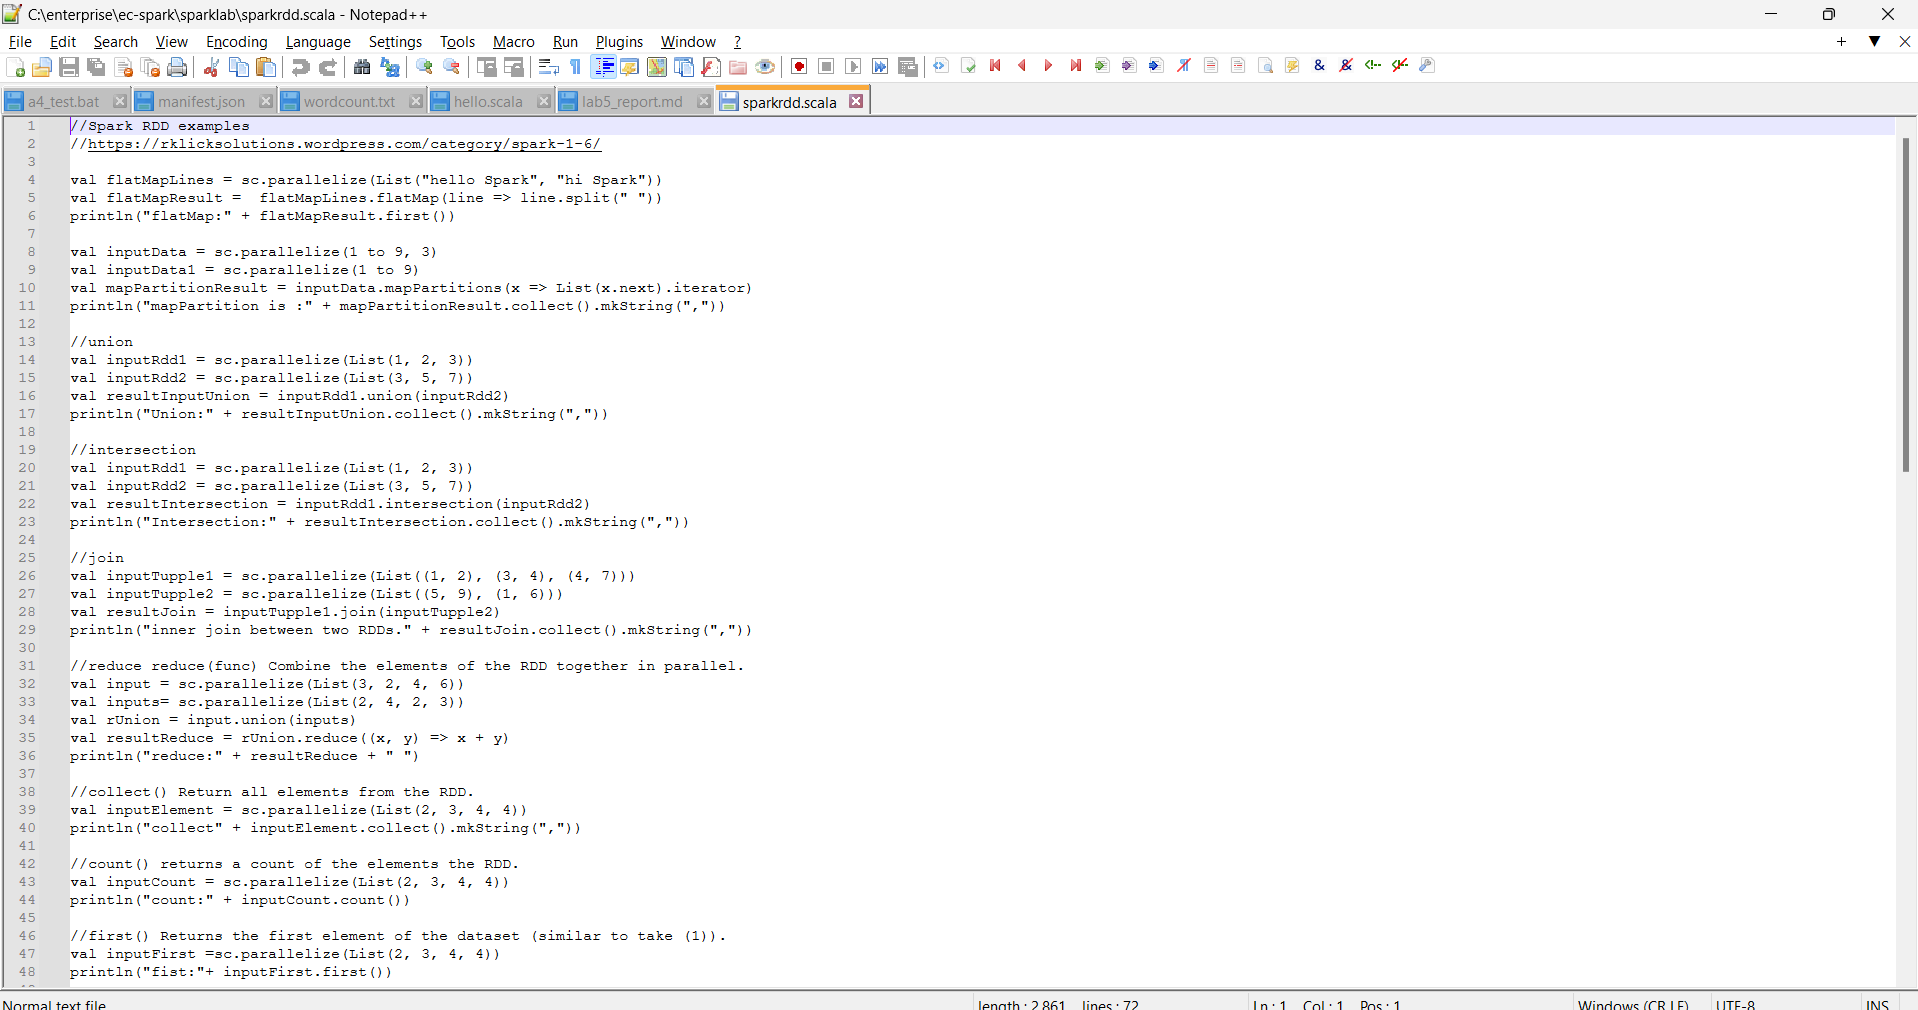 C:\enterprise\ec-spark\sparklab\sparkrdd.scala - Notepad++
File Edit Search View Encoding Language Settings Tools Macro Run Plugins Window ?
a4_test.bat manifest.json wordcount.txt hello.scala lab5_report.md sparkrdd.scala
1 //Spark RDD examples
2 //https://rklicksolutions.wordpress.com/category/spark-1-6/
3
4 val flatMapLines = sc.parallelize(List("hello Spark", "hi Spark"))
5 val flatMapResult =  flatMapLines.flatMap(line => line.split(" "))
6 println("flatMap:" + flatMapResult.first())
7
8 val inputData = sc.parallelize(1 to 9, 3)
9 val inputData1 = sc.parallelize(1 to 9)
10 val mapPartitionResult = inputData.mapPartitions(x => List(x.next).iterator)
11 println("mapPartition is :" + mapPartitionResult.collect().mkString(","))
12
13 //union
14 val inputRdd1 = sc.parallelize(List(1, 2, 3))
15 val inputRdd2 = sc.parallelize(List(3, 5, 7))
16 val resultInputUnion = inputRdd1.union(inputRdd2)
17 println("Union:" + resultInputUnion.collect().mkString(","))
18
19 //intersection
20 val inputRdd1 = sc.parallelize(List(1, 2, 3))
21 val inputRdd2 = sc.parallelize(List(3, 5, 7))
22 val resultIntersection = inputRdd1.intersection(inputRdd2)
23 println("Intersection:" + resultIntersection.collect().mkString(","))
24
25 //join
26 val inputTupple1 = sc.parallelize(List((1, 2), (3, 4), (4, 7)))
27 val inputTupple2 = sc.parallelize(List((5, 9), (1, 6)))
28 val resultJoin = inputTupple1.join(inputTupple2)
29 println("inner join between two RDDs." + resultJoin.collect().mkString(","))
30
31 //reduce reduce(func) Combine the elements of the RDD together in parallel.
32 val input = sc.parallelize(List(3, 2, 4, 6))
33 val inputs= sc.parallelize(List(2, 4, 2, 3))
34 val rUnion = input.union(inputs)
35 val resultReduce = rUnion.reduce((x, y) => x + y)
36 println("reduce:" + resultReduce + " ")
37
38 //collect() Return all elements from the RDD.
39 val inputElement = sc.parallelize(List(2, 3, 4, 4))
40 println("collect" + inputElement.collect().mkString(","))
41
42 //count() returns a count of the elements the RDD.
43 val inputCount = sc.parallelize(List(2, 3, 4, 4))
44 println("count:" + inputCount.count())
45
46 //first() Returns the first element of the dataset (similar to take (1)).
47 val inputFirst =sc.parallelize(List(2, 3, 4, 4))
48 println("fist:"+ inputFirst.first())
Normal text file length : 2,861 lines : 72 Ln : 1 Col : 1 Pos : 1 Windows (CR LF) UTF-8 INS